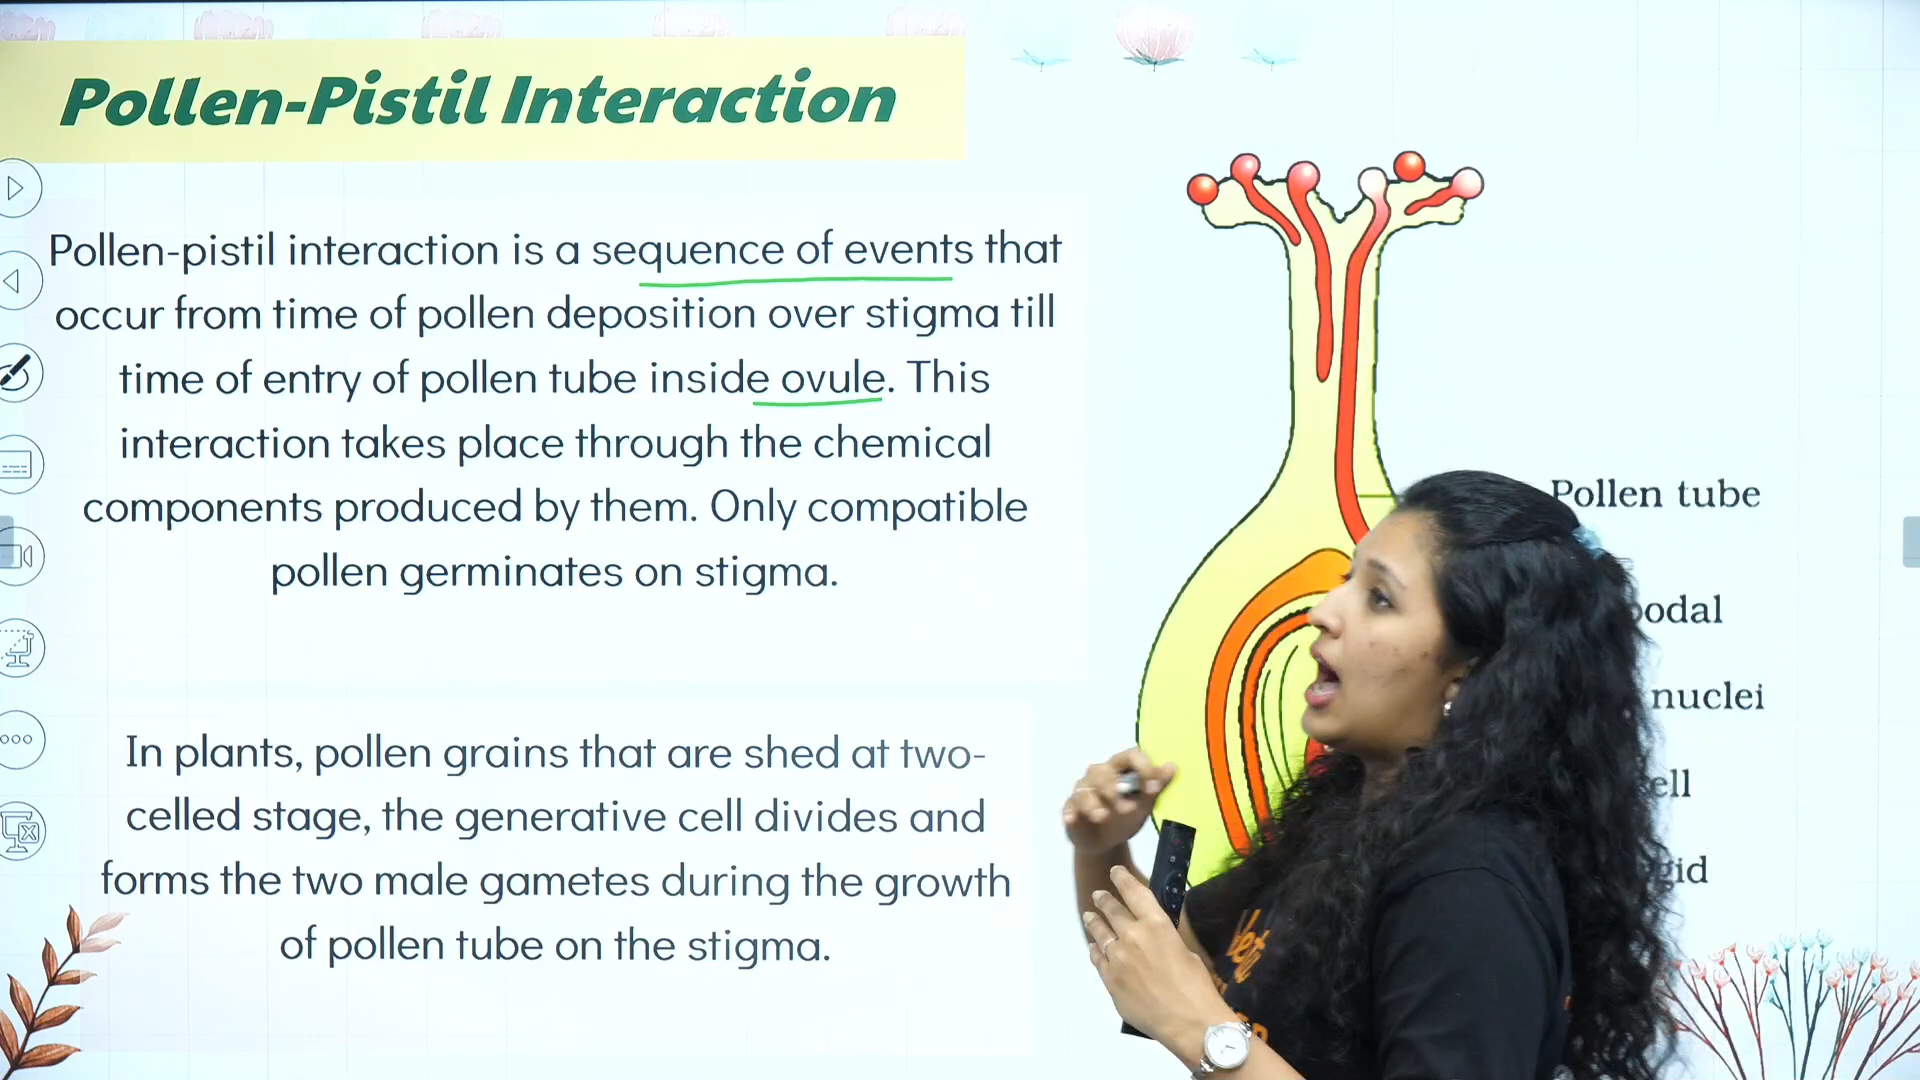 Pollen-Pistil Interaction
Pollen-pistil interaction is a sequence of events that
occur from time of pollen deposition over stigma till
time of entry of pollen tube inside ovule. This
interaction takes place through the chemical
components produced by them. Only compatible
pollen germinates on stigma.
In plants, pollen grains that are shed at two-
celled stage, the generative cell divides and
forms the two male gametes during the growth
of pollen tube on the stigma.
Pollen tube
nuclei